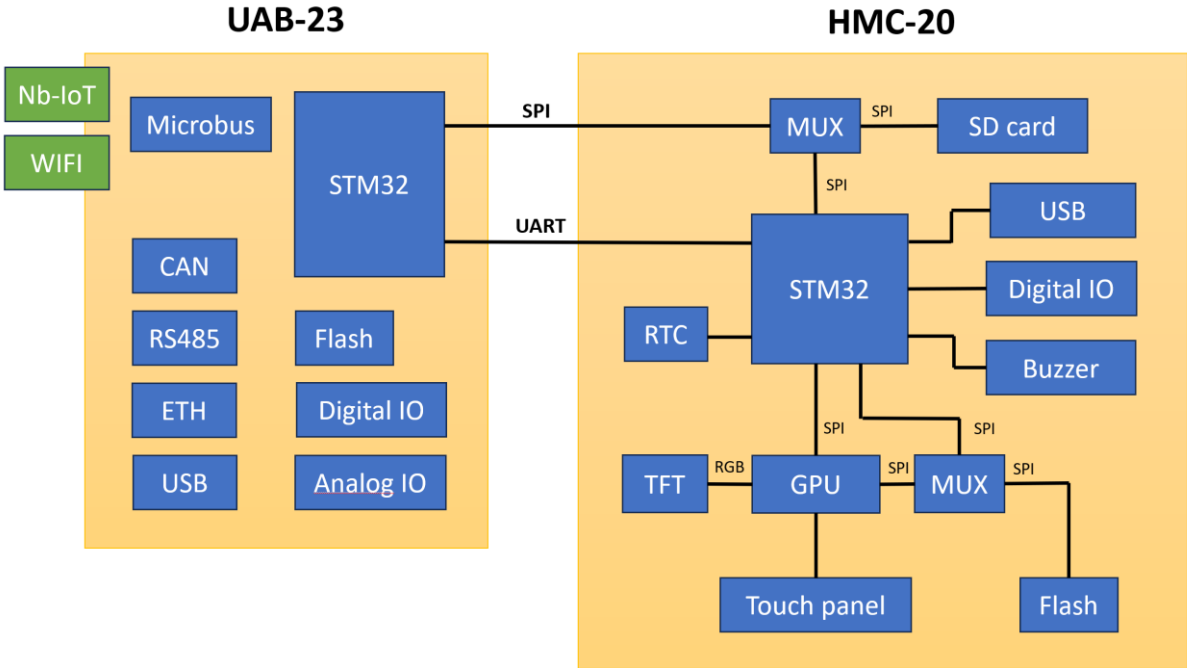 UAB-23
HMC-20
Nb-IoT
WIFI
Microbus
STM32
CAN
RS485
Flash
ETH
Digital IO
USB
Analog IO
SPI
UART
MUX
SPI
SD card
SPI
USB
STM32
Digital IO
RTC
Buzzer
SPI
SPI
TFT
RGB
GPU
SPI
MUX
SPI
Touch panel
Flash